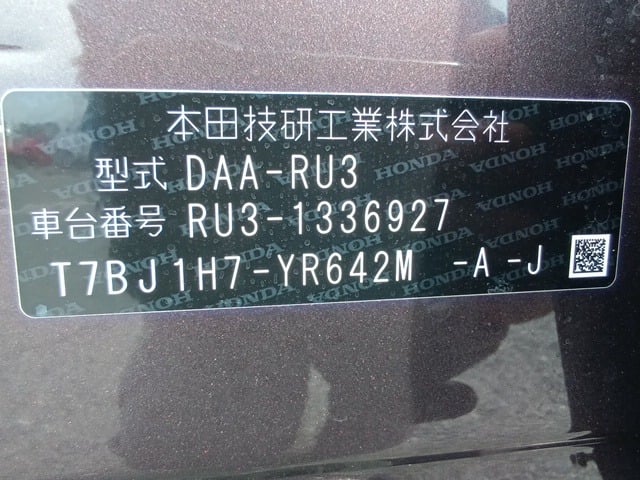 本田技研工業株式会社
型式 DAA-RU3
車台番号 RU3-1336927
T7BJ1H7-YR642M -A -J